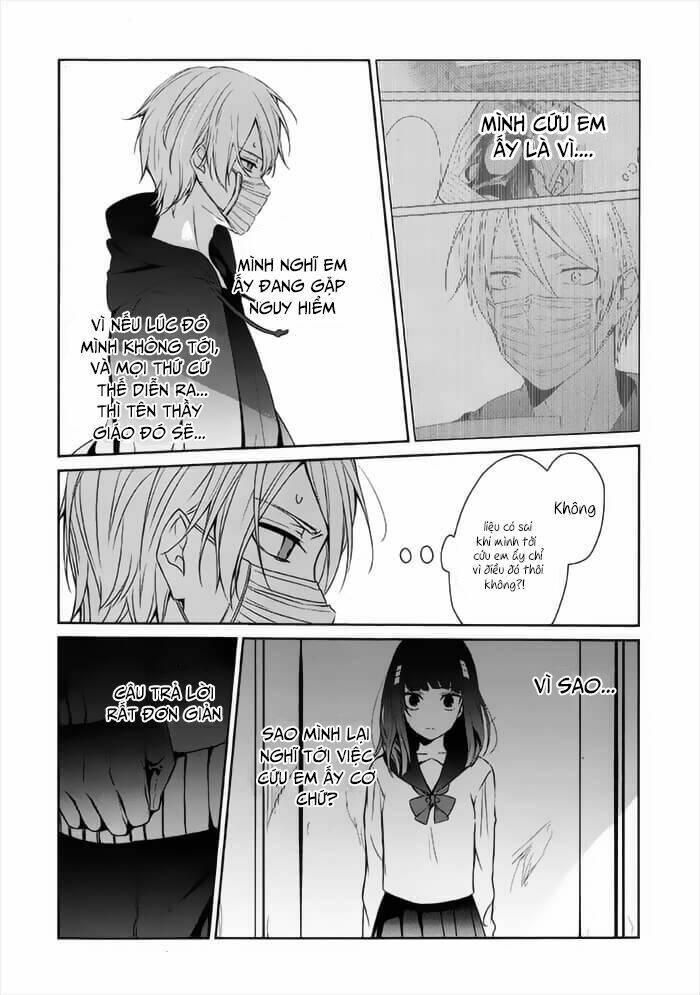 MÌNH CỨU EM
ẤY LÀ VÌ....
MÌNH NGHĨ EM
ẤY ĐANG GẶP
NGUY HIỂM
VÌ NẾU LÚC ĐÓ
MÌNH KHÔNG TỚI,
VÀ MỌI THỨ CỨ
THẾ DIỄN RA...
THÌ TÊN THẦY
GIÁO ĐÓ SẼ...
Không
liệu có sai
khi mình tới
cứu em ấy chỉ
vì điều đó thôi
không?!
VÌ SAO...
SAO MÌNH LẠI
NGHĨ TỚI VIỆC
CỨU EM ẤY CƠ
CHỨ?
CÂU TRẢ LỜI
RẤT ĐƠN GIẢN